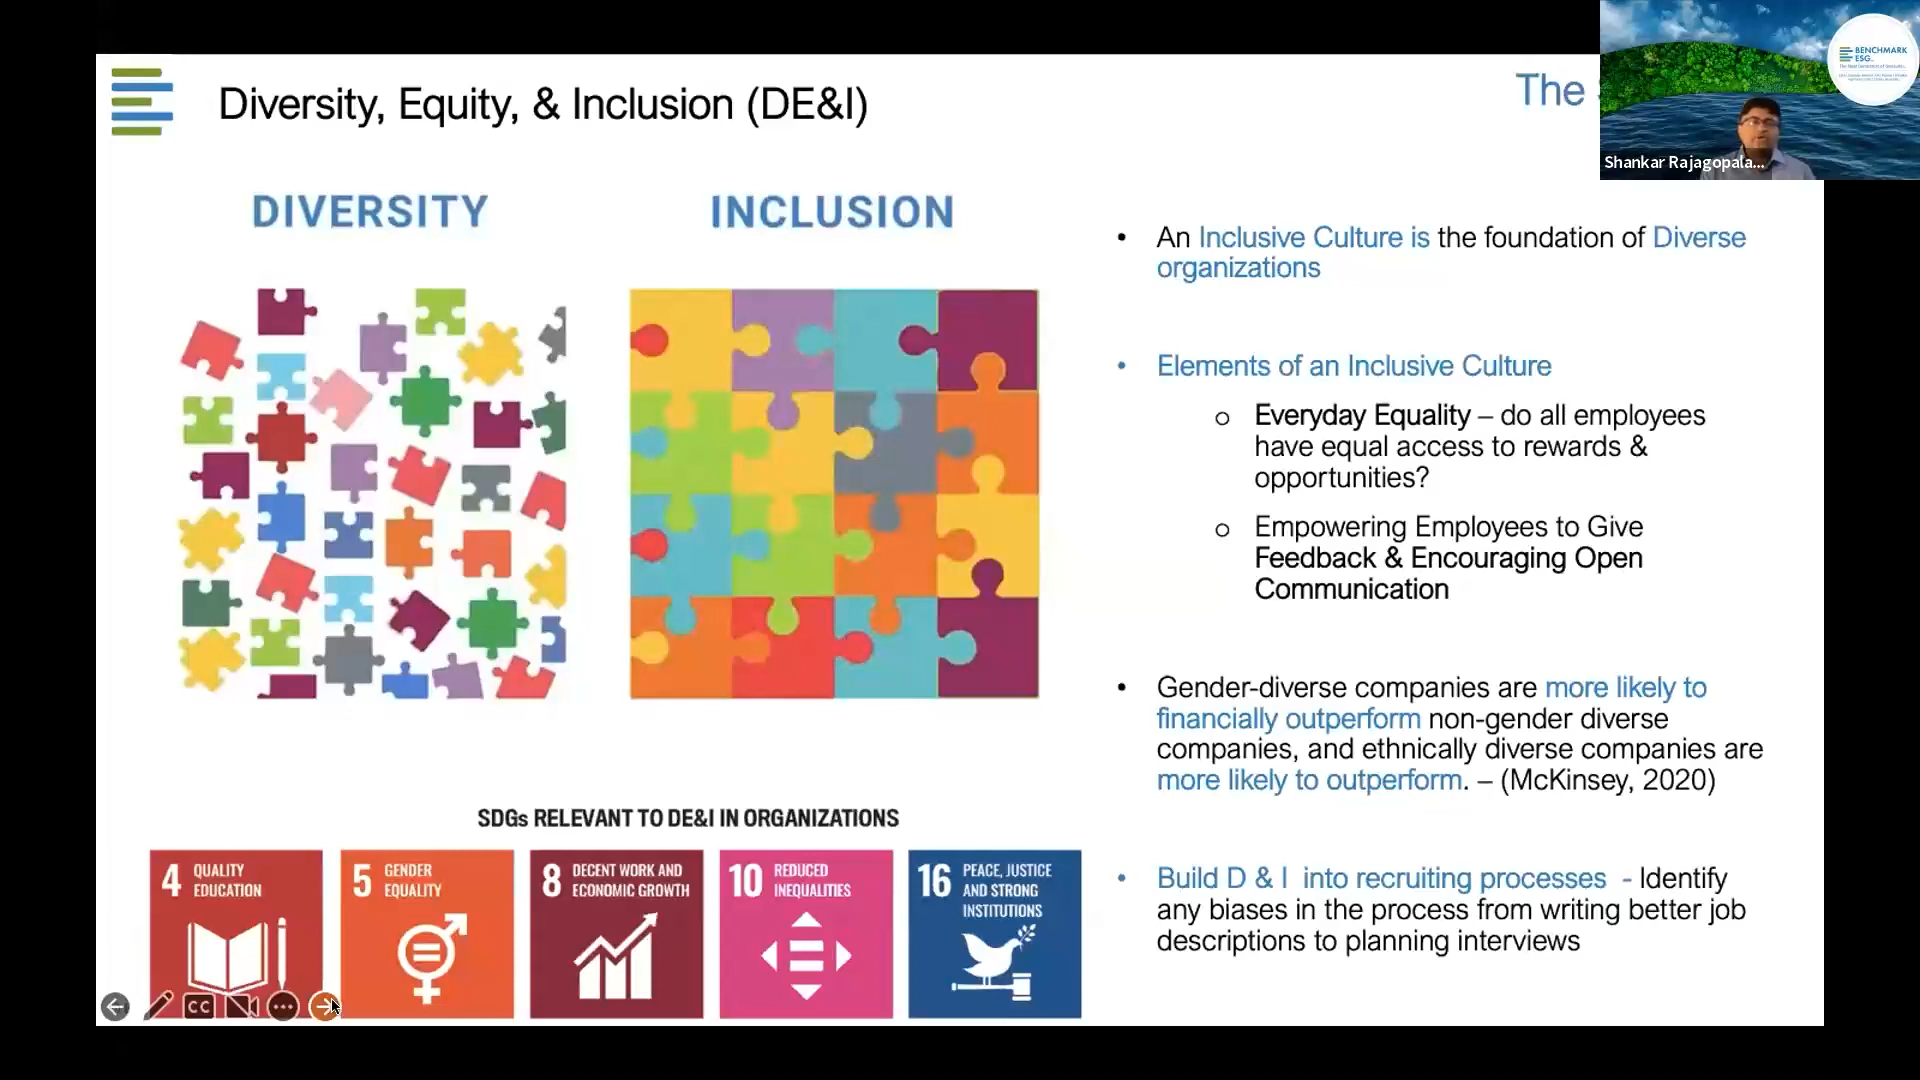 Diversity, Equity, & Inclusion (DE&I)
The
BENCHMARK
ESG
Shankar Rajagopala...
DIVERSITY
INCLUSION
• An Inclusive Culture is the foundation of Diverse
organizations
• Elements of an Inclusive Culture
o Everyday Equality – do all employees
have equal access to rewards &
opportunities?
o Empowering Employees to Give
Feedback & Encouraging Open
Communication
• Gender-diverse companies are more likely to
financially outperform non-gender diverse
companies, and ethnically diverse companies are
more likely to outperform. – (McKinsey, 2020)
• Build D & I into recruiting processes - Identify
any biases in the process from writing better job
descriptions to planning interviews
SDGs RELEVANT TO DE&I IN ORGANIZATIONS
4 QUALITY
EDUCATION
5 GENDER
EQUALITY
8 DECENT WORK AND
ECONOMIC GROWTH
10 REDUCED
INEQUALITIES
16 PEACE, JUSTICE
AND STRONG
INSTITUTIONS
CC